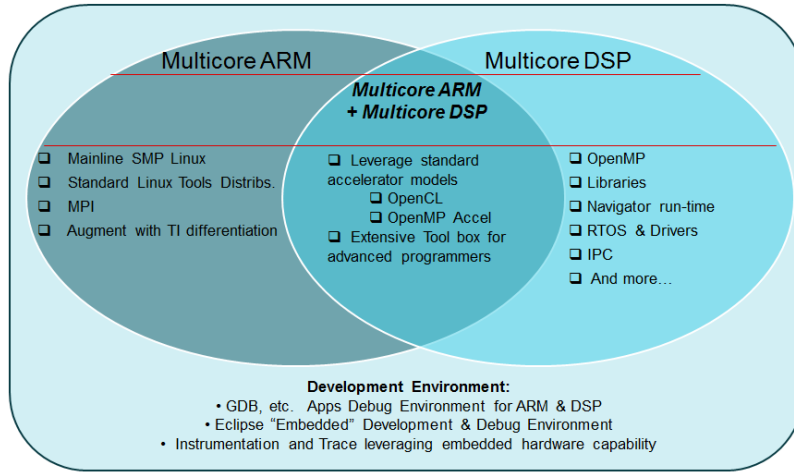 Multicore ARM
Multicore DSP
Multicore ARM
+ Multicore DSP
❑ Mainline SMP Linux
❑ Standard Linux Tools Distribs.
❑ MPI
❑ Augment with TI differentiation
❑ Leverage standard
accelerator models
❑ OpenCL
❑ OpenMP Accel
❑ Extensive Tool box for
advanced programmers
❑ OpenMP
❑ Libraries
❑ Navigator run-time
❑ RTOS & Drivers
❑ IPC
❑ And more…
Development Environment:
• GDB, etc. Apps Debug Environment for ARM & DSP
• Eclipse “Embedded” Development & Debug Environment
• Instrumentation and Trace leveraging embedded hardware capability